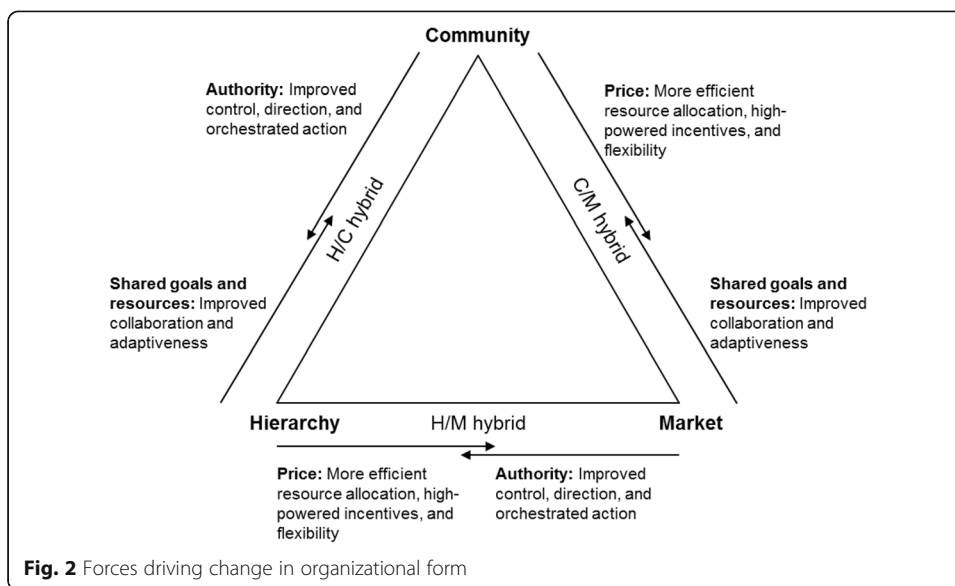 Community
Authority: Improved
control, direction, and
orchestrated action
Price: More efficient
resource allocation, high-
powered incentives, and
flexibility
H/C hybrid
C/M hybrid
Shared goals and
resources: Improved
collaboration and
adaptiveness
Shared goals and
resources: Improved
collaboration and
adaptiveness
Hierarchy
H/M hybrid
Market
Price: More efficient
resource allocation, high-
powered incentives, and
flexibility
Authority: Improved
control, direction, and
orchestrated action
Fig. 2 Forces driving change in organizational form